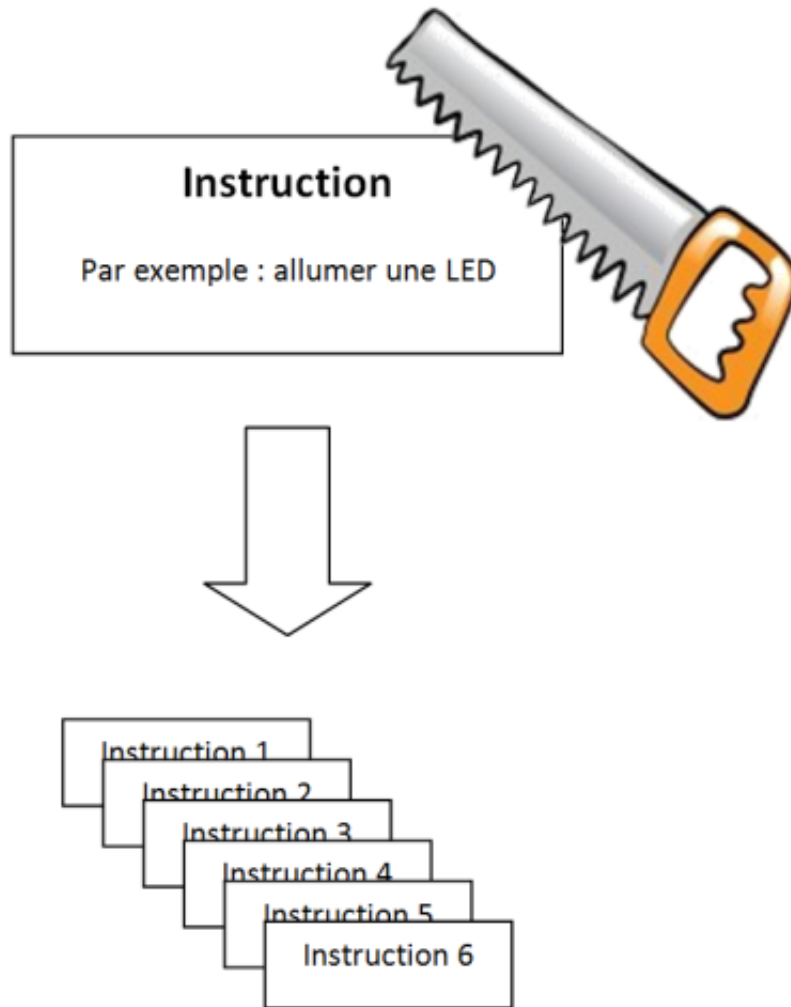 Instruction
Par exemple : allumer une LED
Instruction 1
Instruction 2
Instruction 3
Instruction 4
Instruction 5
Instruction 6